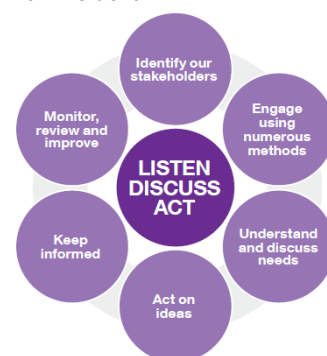 Identify our
stakeholders
Engage
using
numerous
methods
Understand
and discuss
needs
Act on
ideas
Keep
informed
Monitor,
review and
improve
LISTEN
DISCUSS
ACT